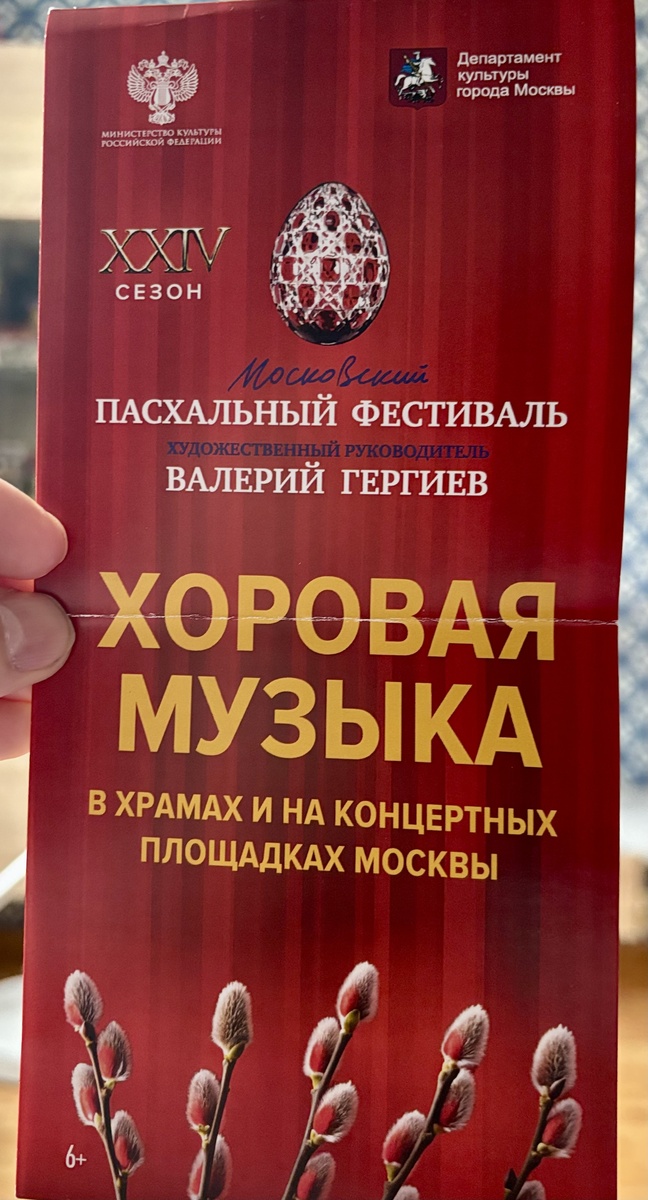 МИНИСТЕРСТВО КУЛЬТУРЫ
РОССИЙСКОЙ ФЕДЕРАЦИИ
Департамент
культуры
города Москвы
XXIV
СЕЗОН
Московский
ПАСХАЛЬНЫЙ ФЕСТИВАЛЬ
ХУДОЖЕСТВЕННЫЙ РУКОВОДИТЕЛЬ
ВАЛЕРИЙ ГЕРГИЕВ
ХОРОВАЯ
МУЗЫКА
В ХРАМАХ И НА КОНЦЕРТНЫХ
ПЛОЩАДКАХ МОСКВЫ
6+